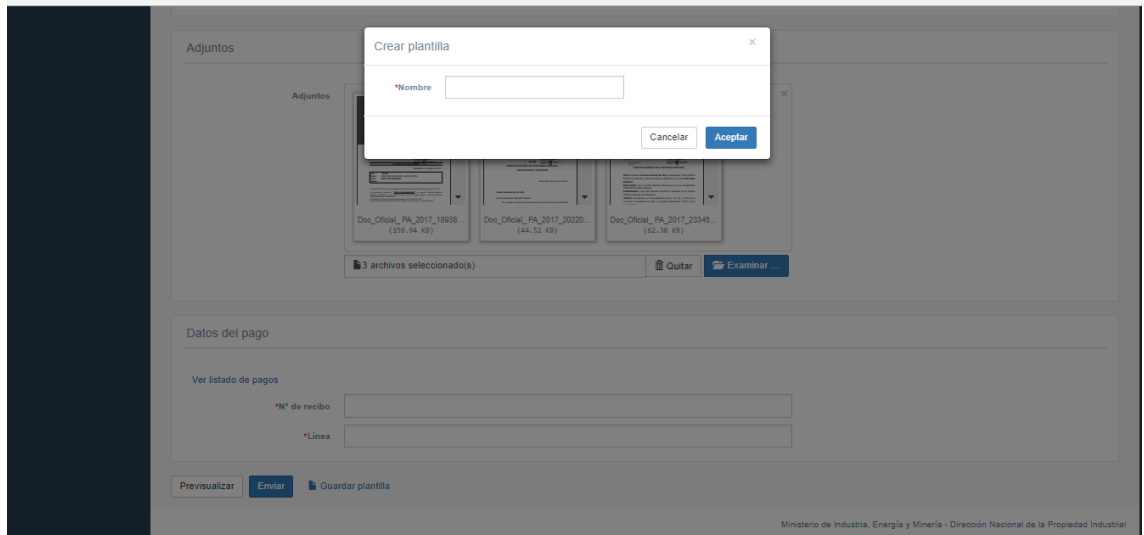 Adjuntos
Crear plantilla
×
*Nombre
Cancelar
Aceptar
Adjuntos
×
Doc_Oficial_ PA_2017_18938...
(159.94 KB)
Doc_Oficial_ PA_2017_20220...
(44.52 KB)
Doc_Oficial_ PA_2017_23348...
(62.38 KB)
3 archivos seleccionado(s)
Quitar
Examinar ...
Datos del pago
Ver listado de pagos
*N° de recibo
*Línea
Previsualizar
Enviar
Guardar plantilla
Ministerio de Industria, Energía y Minería - Dirección Nacional de la Propiedad Industrial